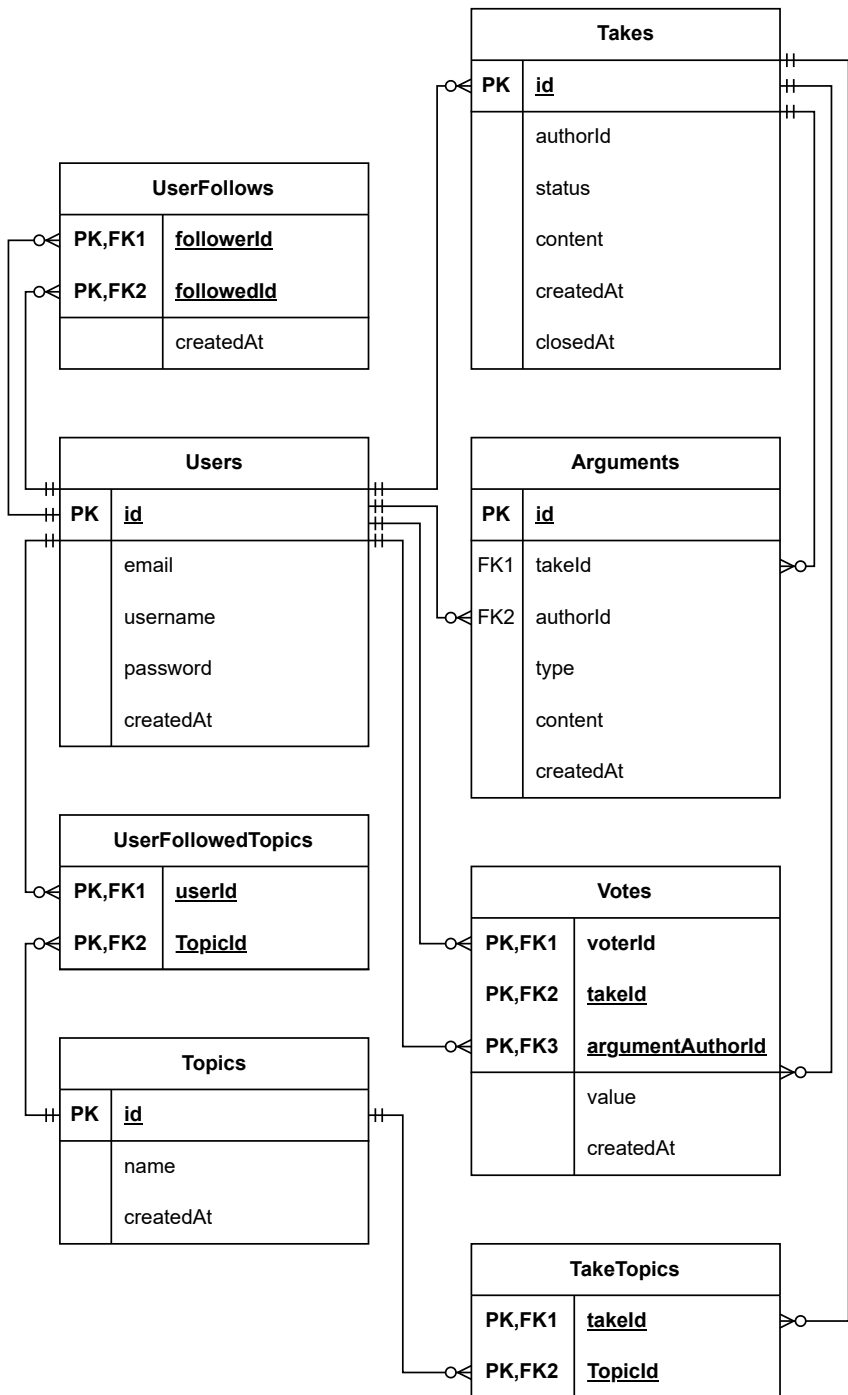 Takes
PK id
authorId
status
content
createdAt
closedAt
UserFollows
PK,FK1 followerId
PK,FK2 followedId
createdAt
Users
PK id
email
username
password
createdAt
Arguments
PK id
FK1 takeId
FK2 authorId
type
content
createdAt
UserFollowedTopics
PK,FK1 userId
PK,FK2 TopicId
Votes
PK,FK1 voterId
PK,FK2 takeId
PK,FK3 argumentAuthorId
value
createdAt
Topics
PK id
name
createdAt
TakeTopics
PK,FK1 takeId
PK,FK2 TopicId